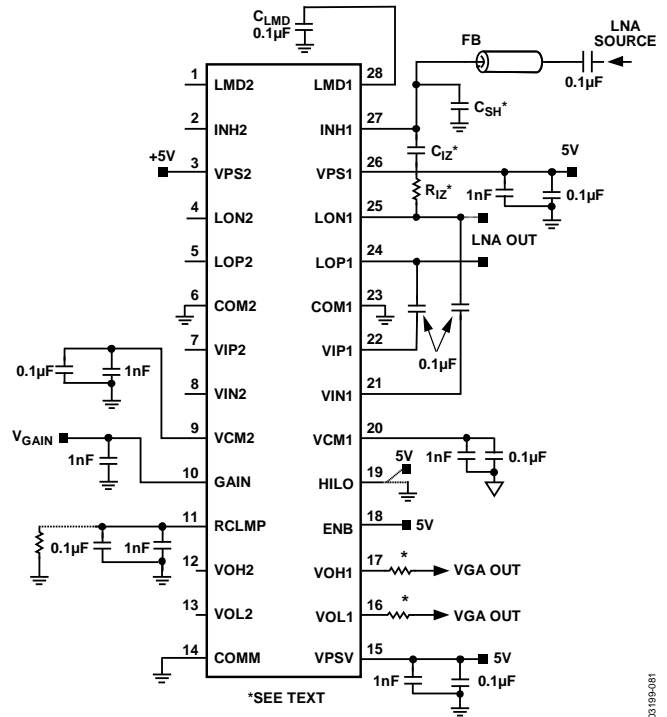 CLMD
0.1µF
FB
LNA
SOURCE
0.1µF
1
LMD2
LMD1
28
CSH*
2
INH2
INH1
27
CIZ*
+5V
3
VPS2
VPS1
26
5V
RIZ*
1nF
0.1µF
4
LON2
LON1
25
LNA OUT
5
LOP2
LOP1
24
6
COM2
COM1
23
7
VIP2
VIP1
22
0.1µF
0.1µF
1nF
8
VIN2
VIN1
21
9
VCM2
VCM1
20
1nF
0.1µF
VGAIN
1nF
10
GAIN
HILO
19
5V
11
RCLMP
ENB
18
5V
0.1µF
1nF
12
VOH2
VOH1
17
*
VGA OUT
13
VOL2
VOL1
16
*
VGA OUT
14
COMM
VPSV
15
5V
1nF
0.1µF
*SEE TEXT
03199-081